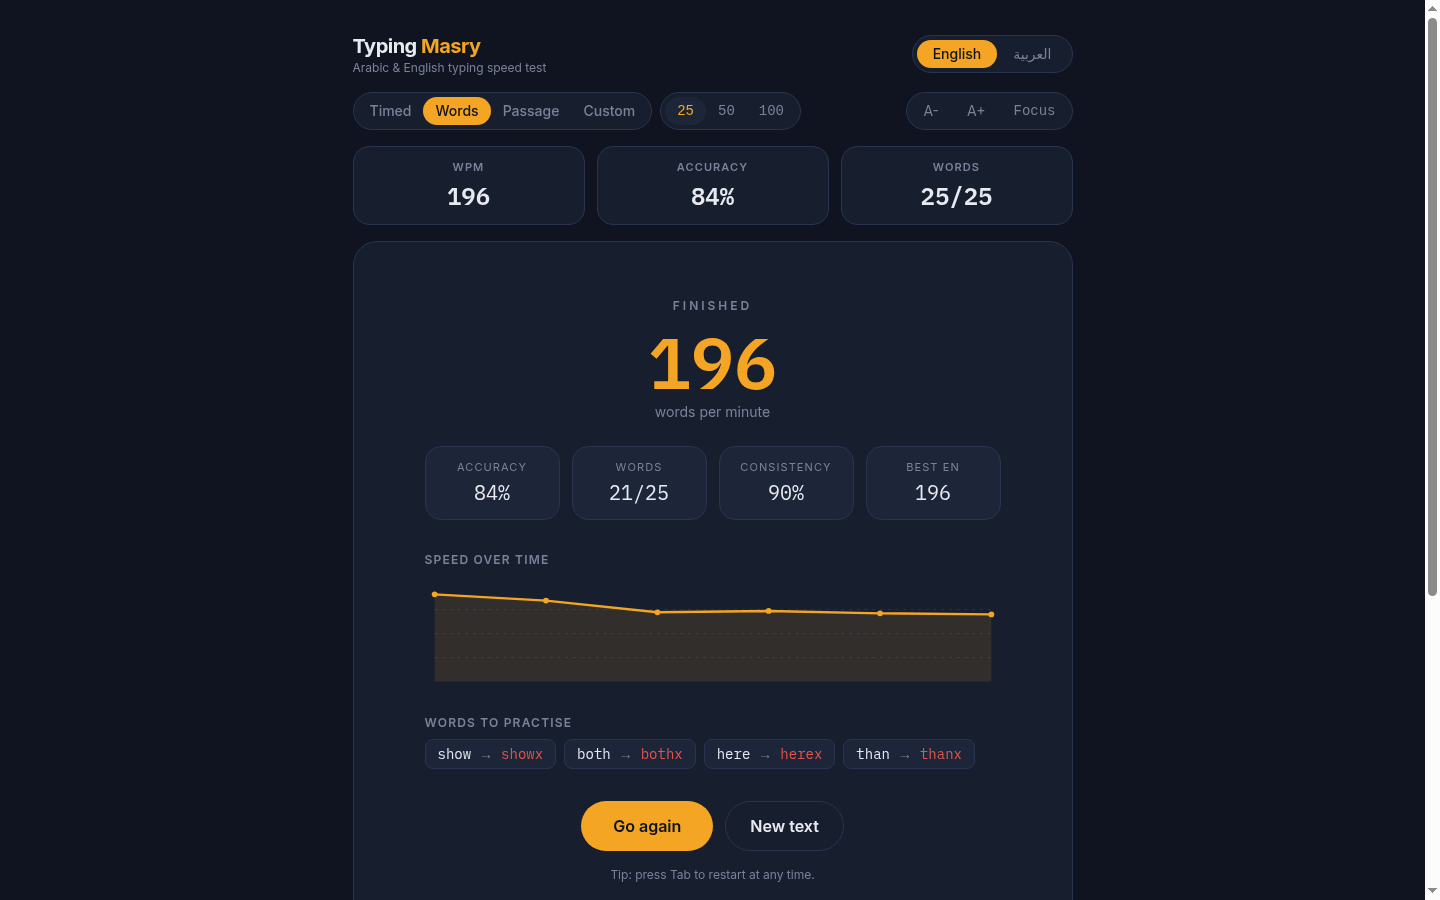 Typing Masry
Arabic & English typing speed test
English العربية
Timed Words Passage Custom 25 50 100 A- A+ Focus
WPM ACCURACY WORDS
196 84% 25/25
FINISHED
196
words per minute
ACCURACY WORDS CONSISTENCY BEST EN
84% 21/25 90% 196
SPEED OVER TIME
WORDS TO PRACTISE
show → showx both → bothx here → herex than → thanx
Go again New text
Tip: press Tab to restart at any time.